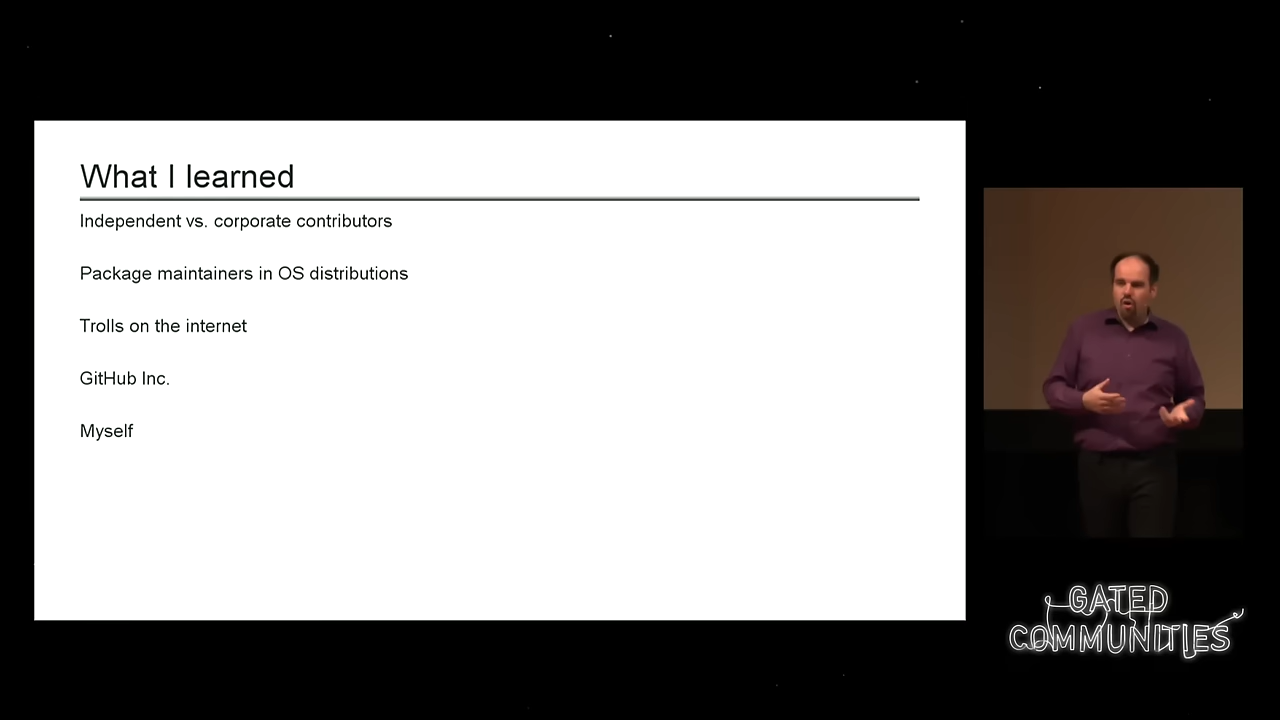 What I learned
Independent vs. corporate contributors
Package maintainers in OS distributions
Trolls on the internet
GitHub Inc.
Myself
GATED
COMMUNITIES